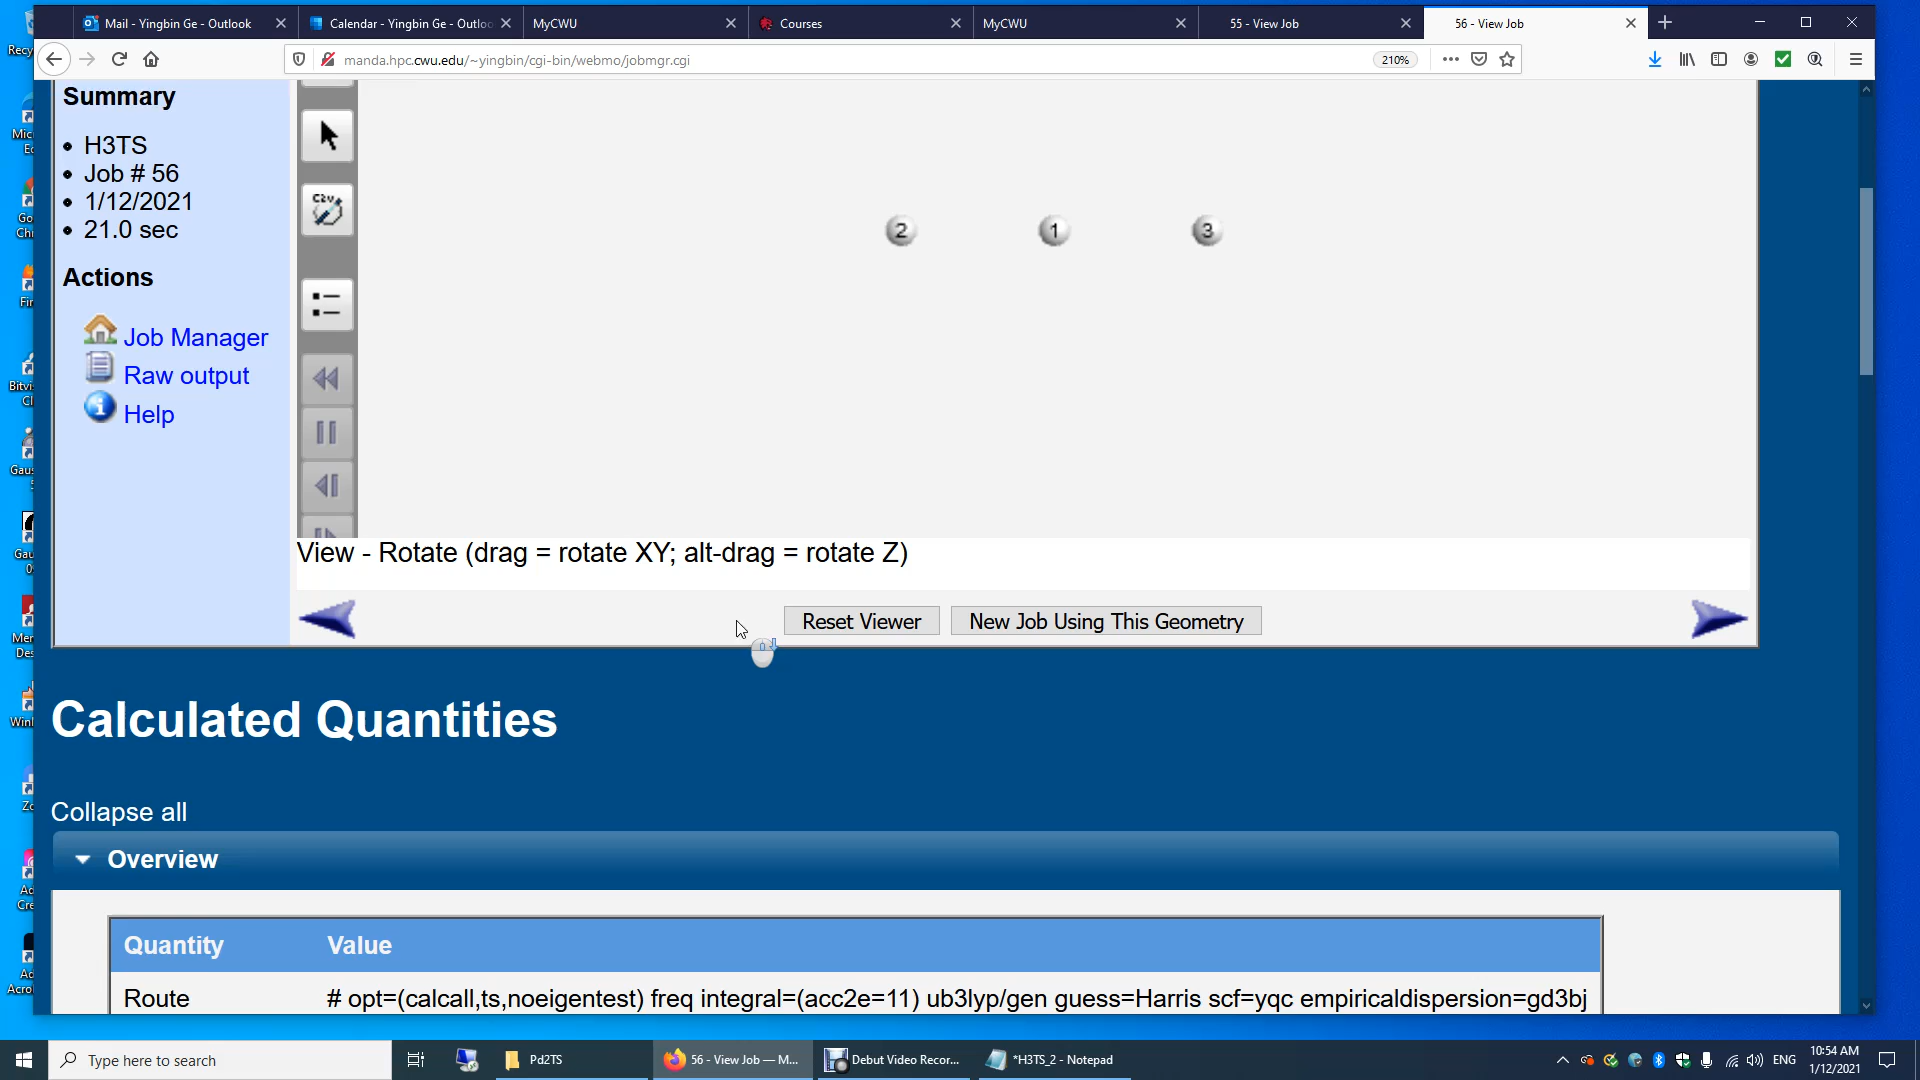 Mail - Yingbin Ge - Outlook
Calendar - Yingbin Ge - Outloo
MyCWU
Courses
MyCWU
55 - View Job
56 - View Job
manda.hpc.cwu.edu/~yingbin/cgi-bin/webmo/jobmgr.cgi
210%
Summary
H3TS
Job # 56
1/12/2021
21.0 sec
Actions
Job Manager
Raw output
Help
C2v
2
1
3
View - Rotate (drag = rotate XY; alt-drag = rotate Z)
Reset Viewer
New Job Using This Geometry
Calculated Quantities
Collapse all
Overview
Quantity Value
Route # opt=(calcall,ts,noeigentest) freq integral=(acc2e=11) ub3lyp/gen guess=Harris scf=yqc empiricaldispersion=gd3bj
Type here to search
Pd2TS
56 - View Job — M...
Debut Video Recor...
*H3TS_2 - Notepad
ENG
10:54 AM
1/12/2021